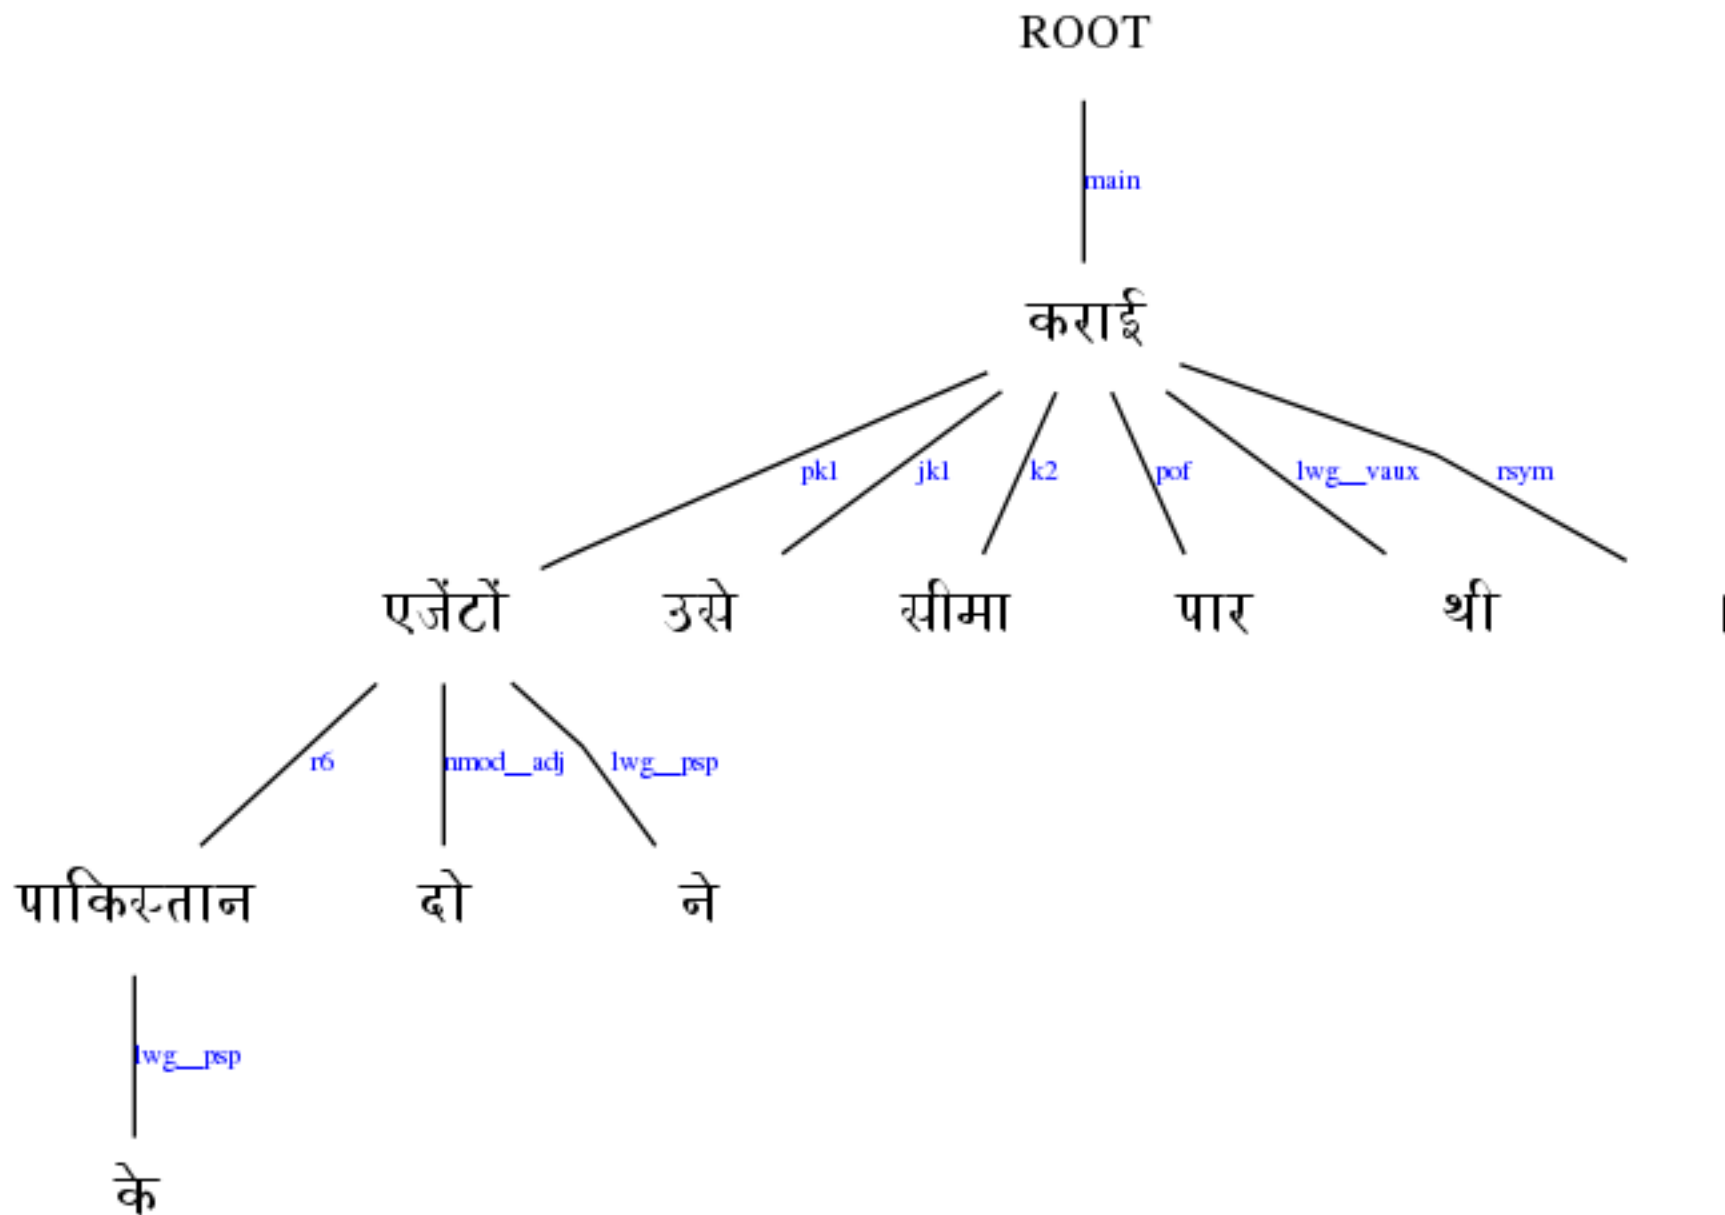 ROOT
main
कराई
pk1 jk1 k2 pof lwg__vaux rsym
एजेंटों उसे सीमा पार थी ।
r6 nmod__adj lwg__psp
पाकिस्तान दो ने
lwg__psp
के